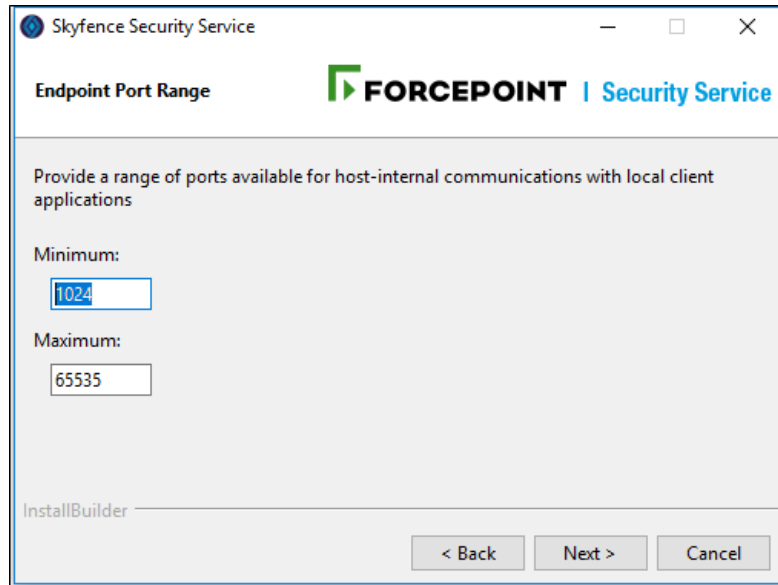 Skyfence Security Service
Endpoint Port Range
FORCEPOINT | Security Service
Provide a range of ports available for host-internal communications with local client
applications
Minimum:
1024
Maximum:
65535
InstallBuilder
< Back Next > Cancel